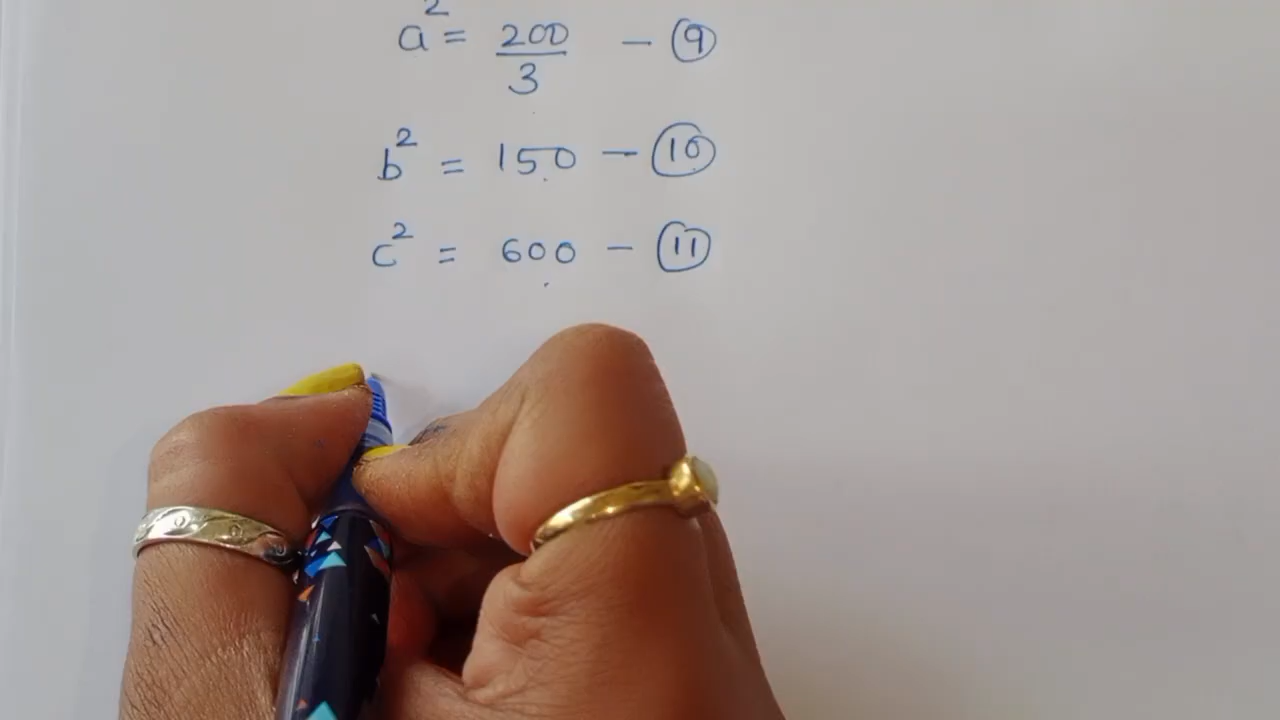 a² = 200/3 - ⑨
b² = 150 - ⑩
c² = 600 - ⑪